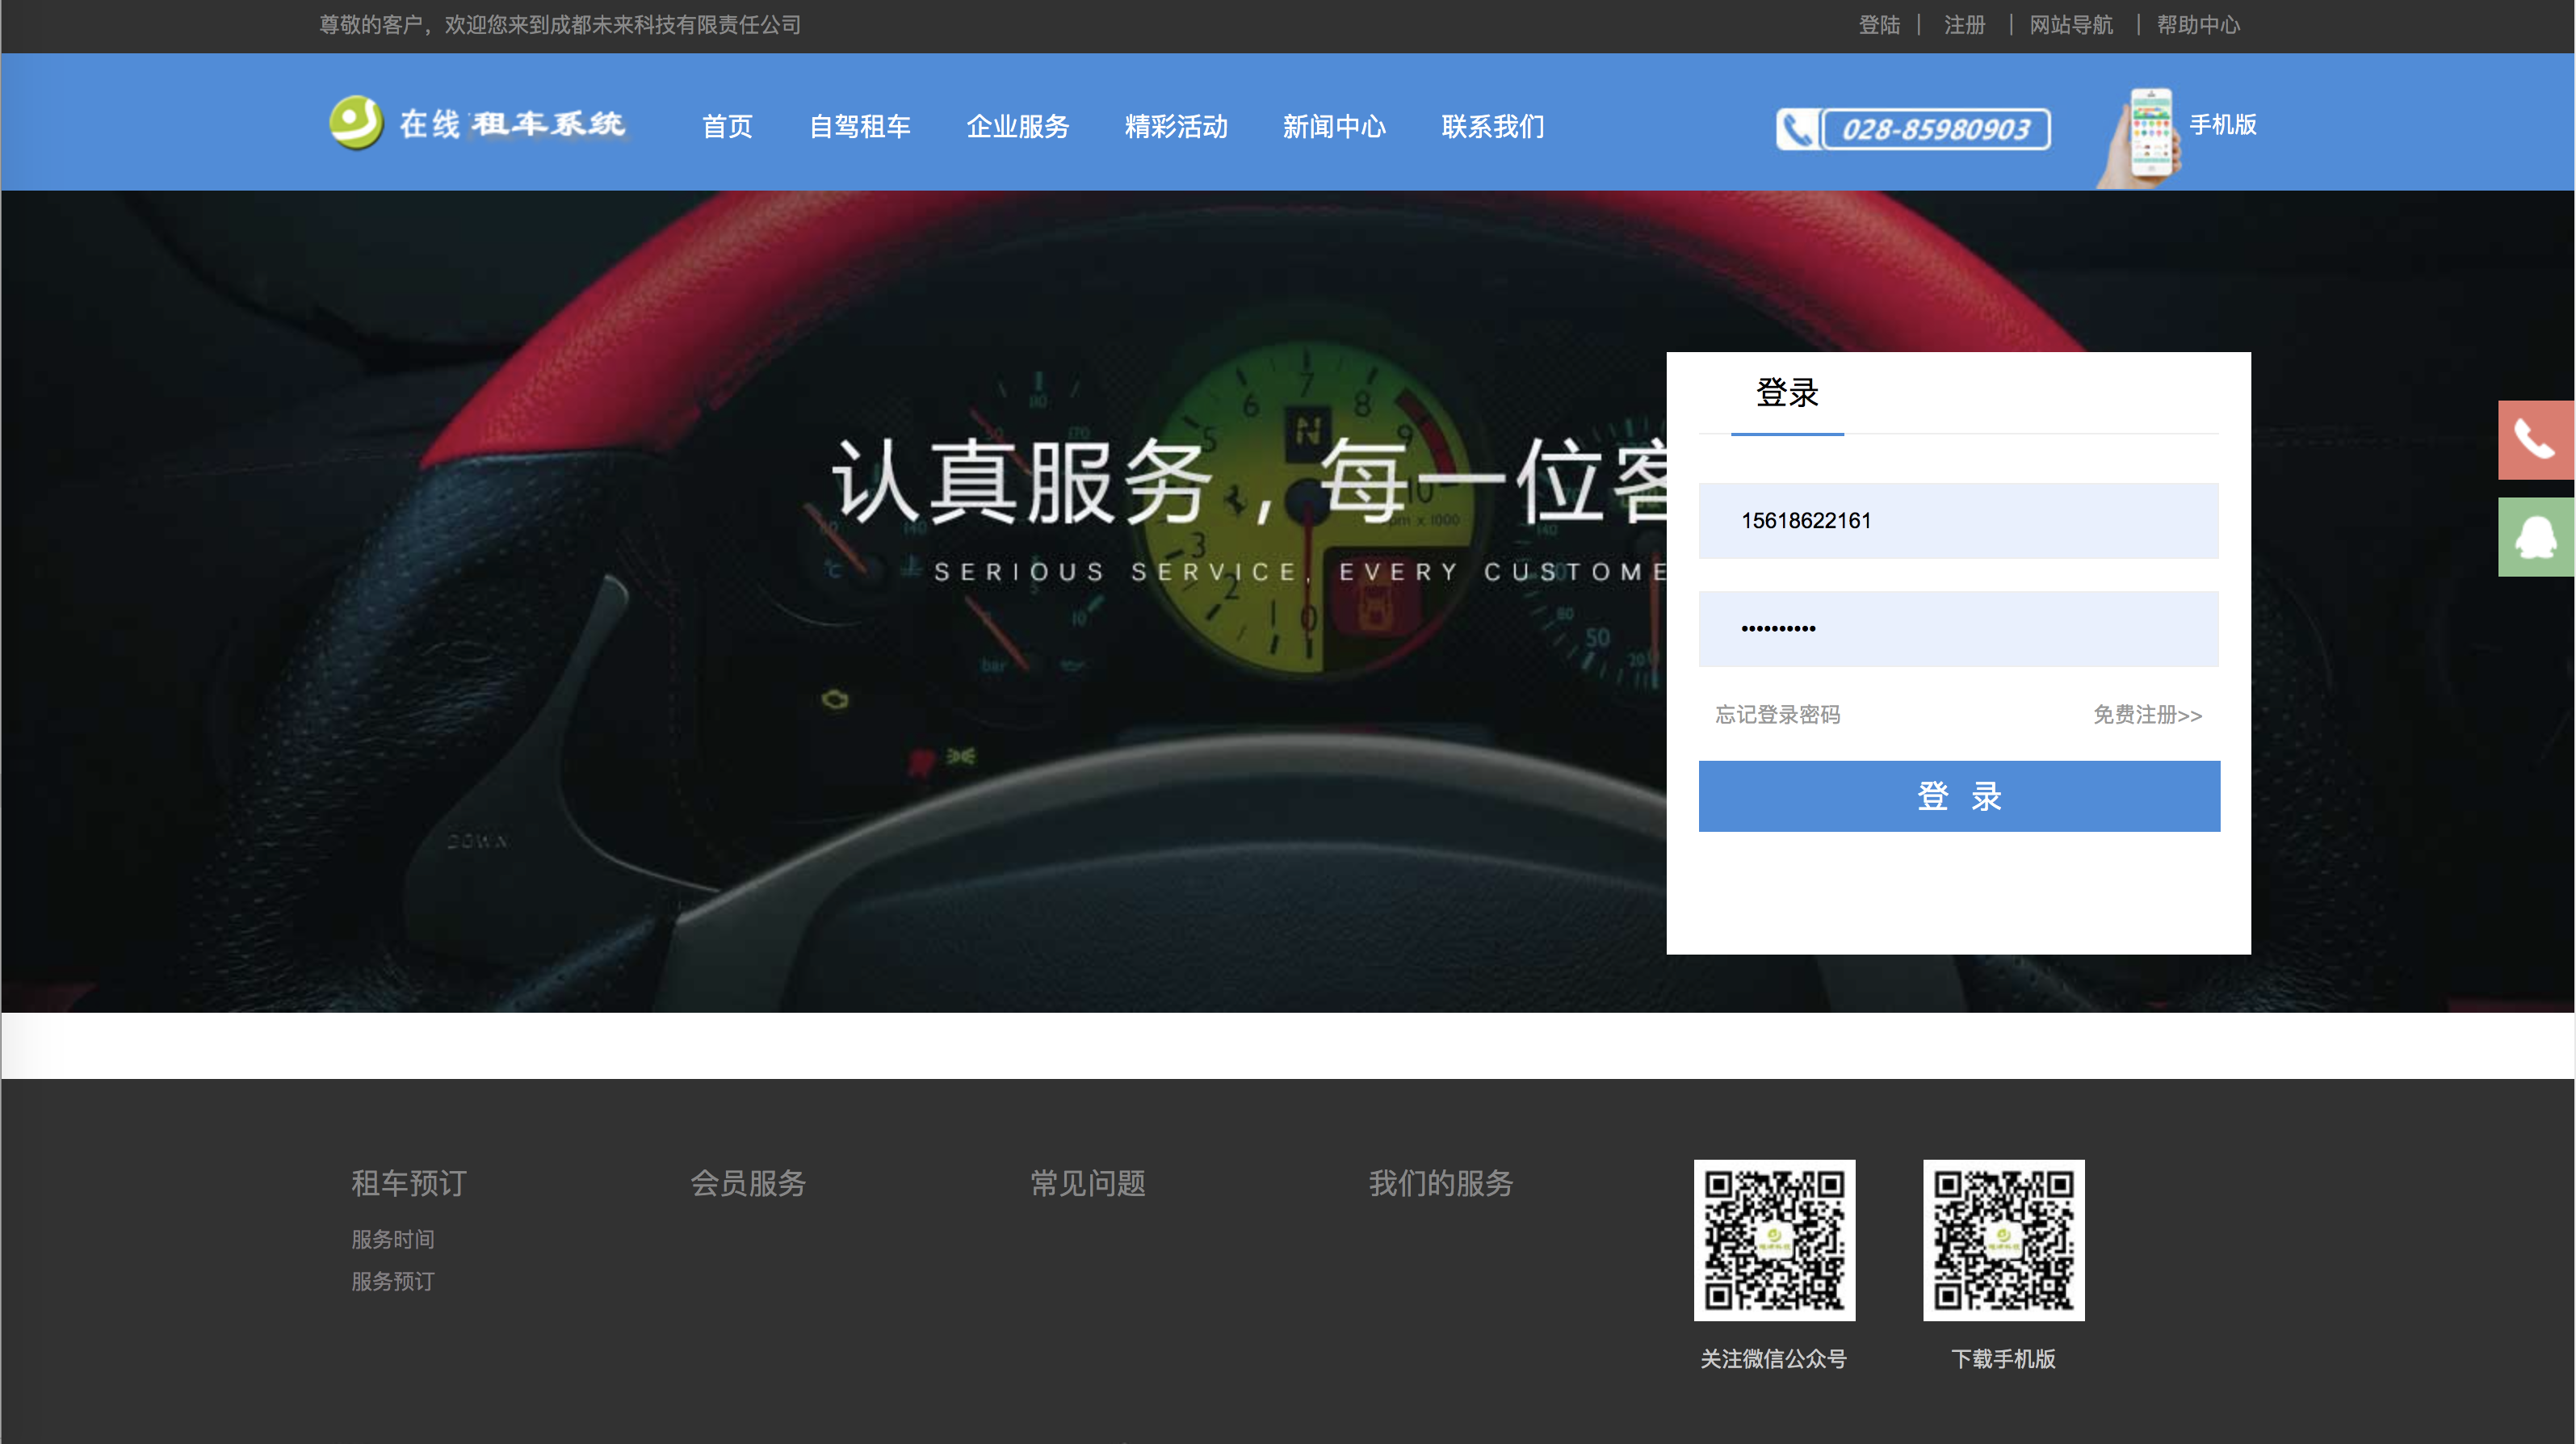 尊敬的客户，欢迎您来到成都未来科技有限责任公司
登陆 | 注册 | 网站导航 | 帮助中心
在线租车系统
首页 自驾租车 企业服务 精彩活动 新闻中心 联系我们
028-85980903
手机版
认真服务，每一位客
SERIOUS SERVICE, EVERY CUSTOME
登录
15618622161
••••••••••
忘记登录密码 免费注册>>
登 录
租车预订 会员服务 常见问题 我们的服务
服务时间
服务预订
关注微信公众号 下载手机版